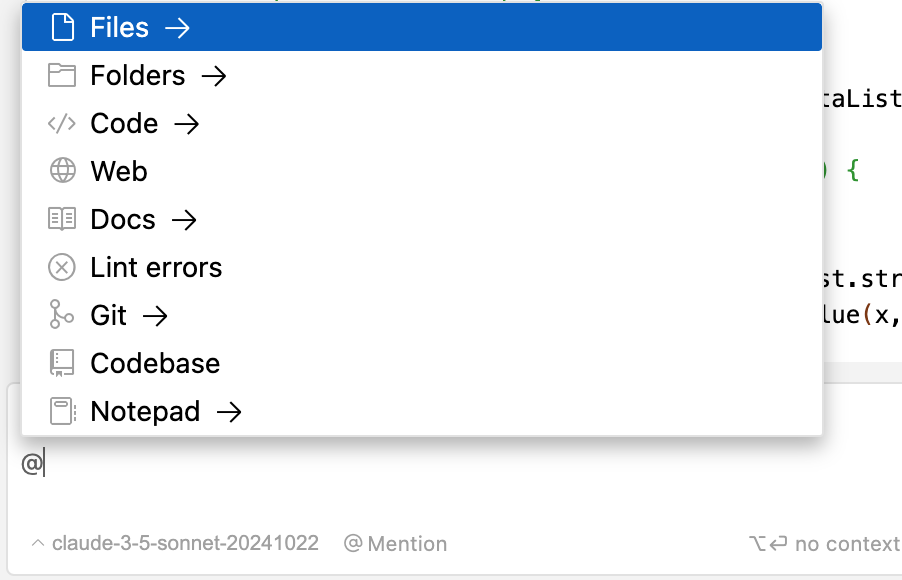 Files →
Folders →
taList
Code →
Web
) {
Docs →
Lint errors
st.str
Git →
lue(x,
Codebase
Notepad →
@
^ claude-3-5-sonnet-20241022 @ Mention ⌥⏎ no context